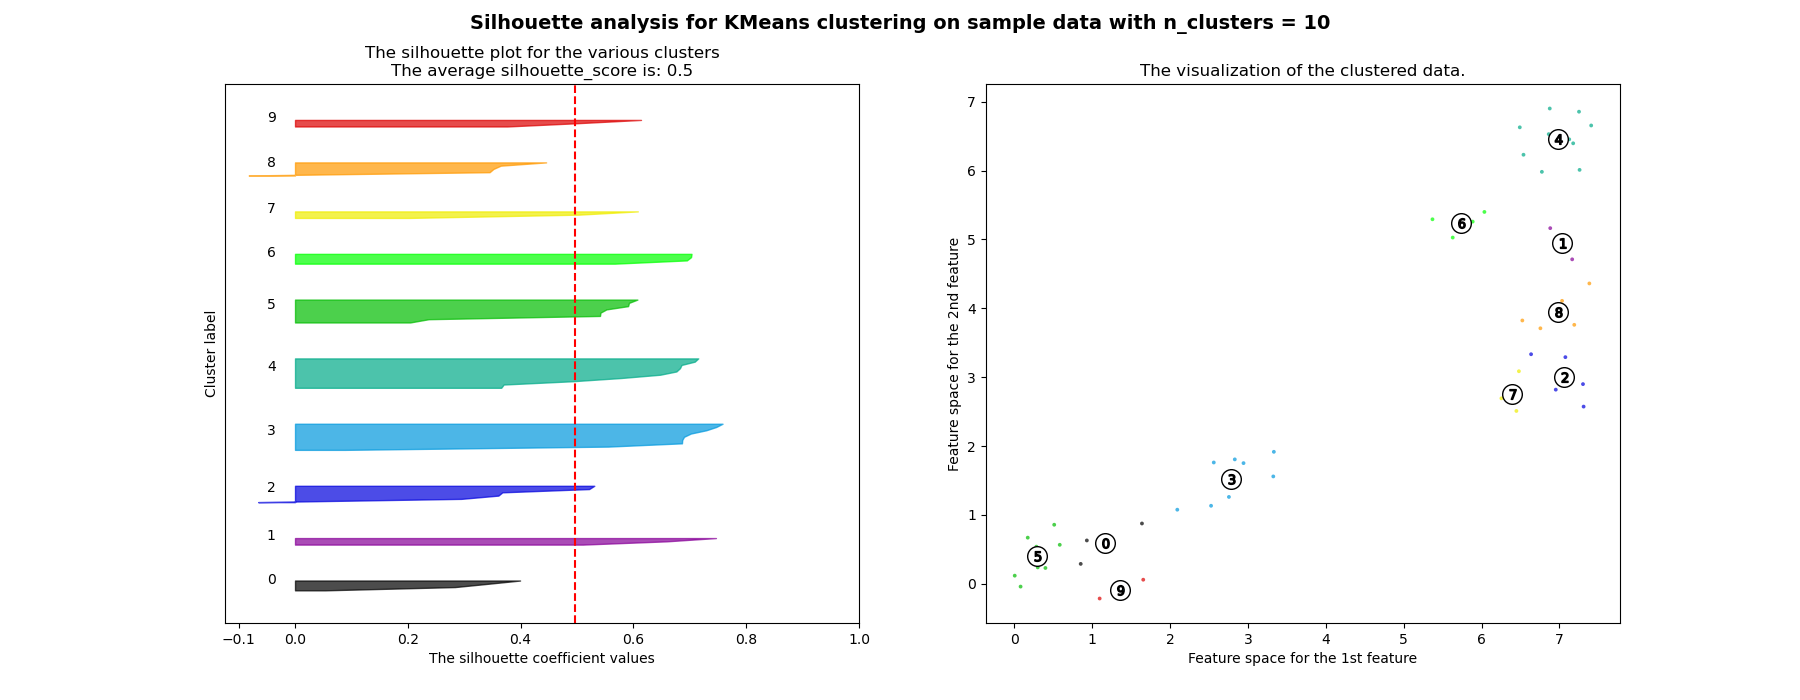 Silhouette analysis for KMeans clustering on sample data with n_clusters = 10
The silhouette plot for the various clusters
The average silhouette_score is: 0.5
9
8
7
6
5
4
3
2
1
0
Cluster label
−0.1 0.0 0.2 0.4 0.6 0.8 1.0
The silhouette coefficient values
The visualization of the clustered data.
7
6
5
4
3
2
1
0
Feature space for the 2nd feature
4
6
1
8
2
7
3
0
5
9
0 1 2 3 4 5 6 7
Feature space for the 1st feature